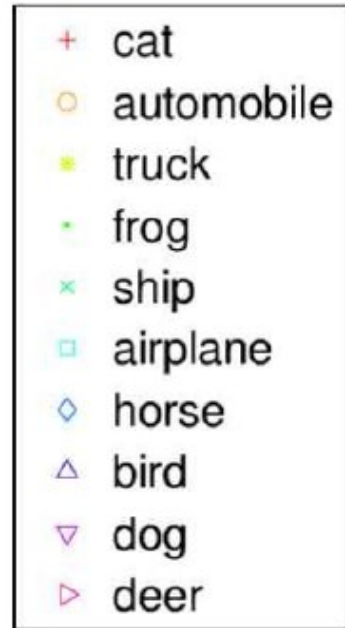 cat
automobile
truck
frog
ship
airplane
horse
bird
dog
deer